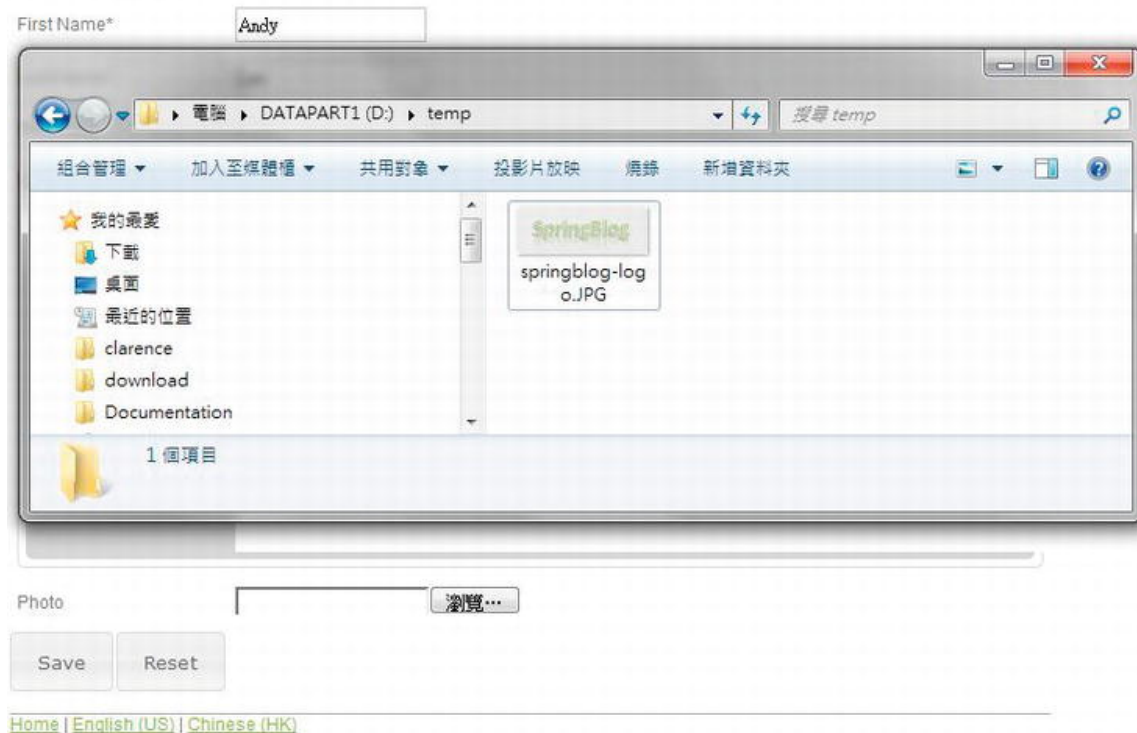 First Name*
Andy
電腦 ▸ DATAPART1 (D:) ▸ temp
搜尋 temp
組合管理
加入至媒體櫃
共用對象
投影片放映
燒錄
新增資料夾
我的最愛
下載
桌面
最近的位置
clarence
download
Documentation
SpringBlog
springblog-log
o.JPG
1 個項目
Photo
瀏覽…
Save
Reset
Home | English (US) | Chinese (HK)